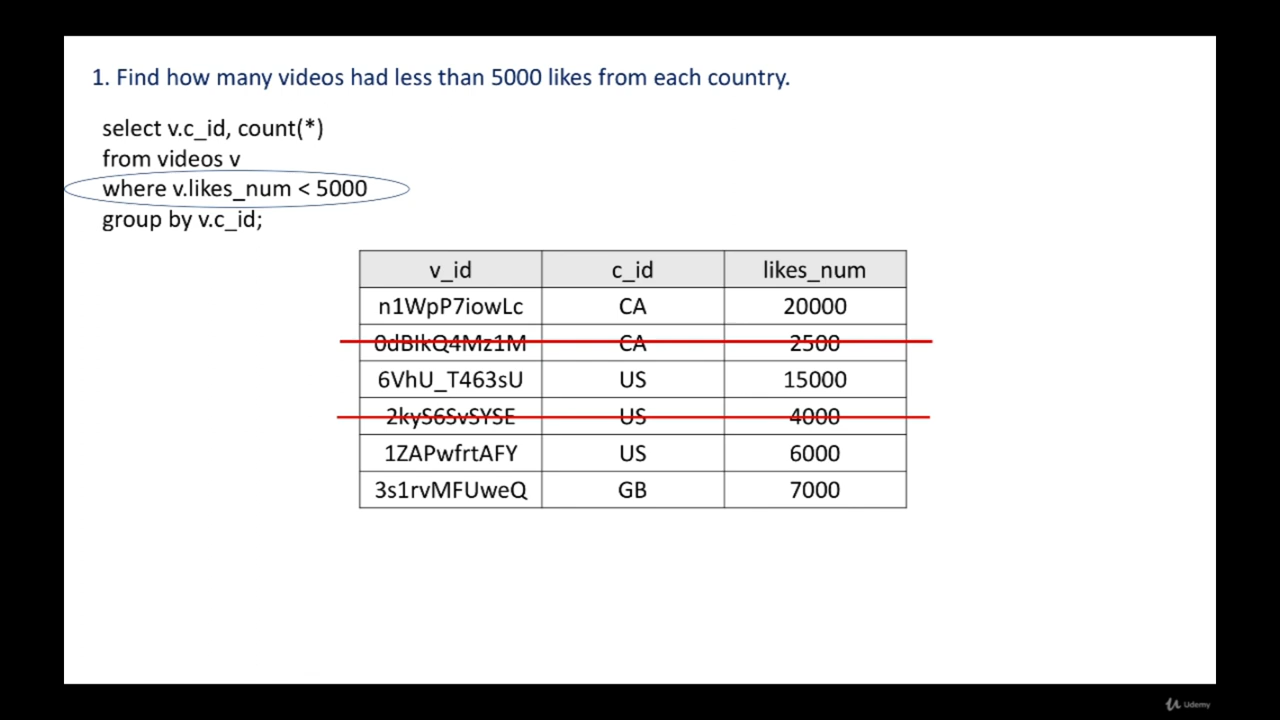 1. Find how many videos had less than 5000 likes from each country.
select v.c_id, count(*)
from videos v
where v.likes_num < 5000
group by v.c_id;
v_id c_id likes_num
n1WpP7iowLc CA 20000
0dBIkQ4Mz1M CA 2500
6VhU_T463sU US 15000
2kyS6SvSYSE US 4000
1ZAPwfrtAFY US 6000
3s1rvMFUweQ GB 7000
Udemy